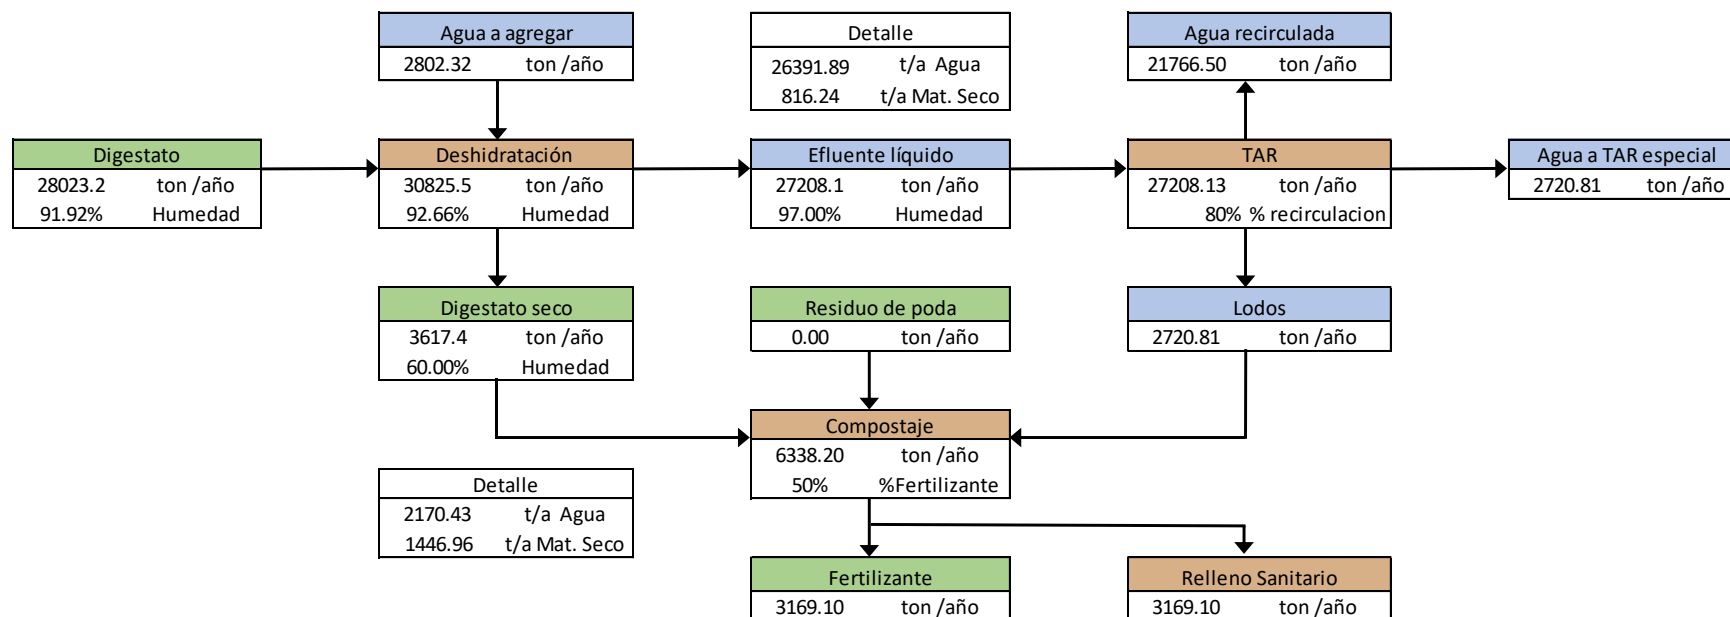 Agua a agregar
2802.32 ton /año
Detalle
26391.89 t/a Agua
816.24 t/a Mat. Seco
Agua recirculada
21766.50 ton /año
Digestato
28023.2 ton /año
91.92% Humedad
Deshidratación
30825.5 ton /año
92.66% Humedad
Efluente líquido
27208.1 ton /año
97.00% Humedad
TAR
27208.13 ton /año
80% % recirculacion
Agua a TAR especial
2720.81 ton /año
Digestato seco
3617.4 ton /año
60.00% Humedad
Residuo de poda
0.00 ton /año
Lodos
2720.81 ton /año
Compostaje
6338.20 ton /año
50% %Fertilizante
Detalle
2170.43 t/a Agua
1446.96 t/a Mat. Seco
Fertilizante
3169.10 ton /año
Relleno Sanitario
3169.10 ton /año